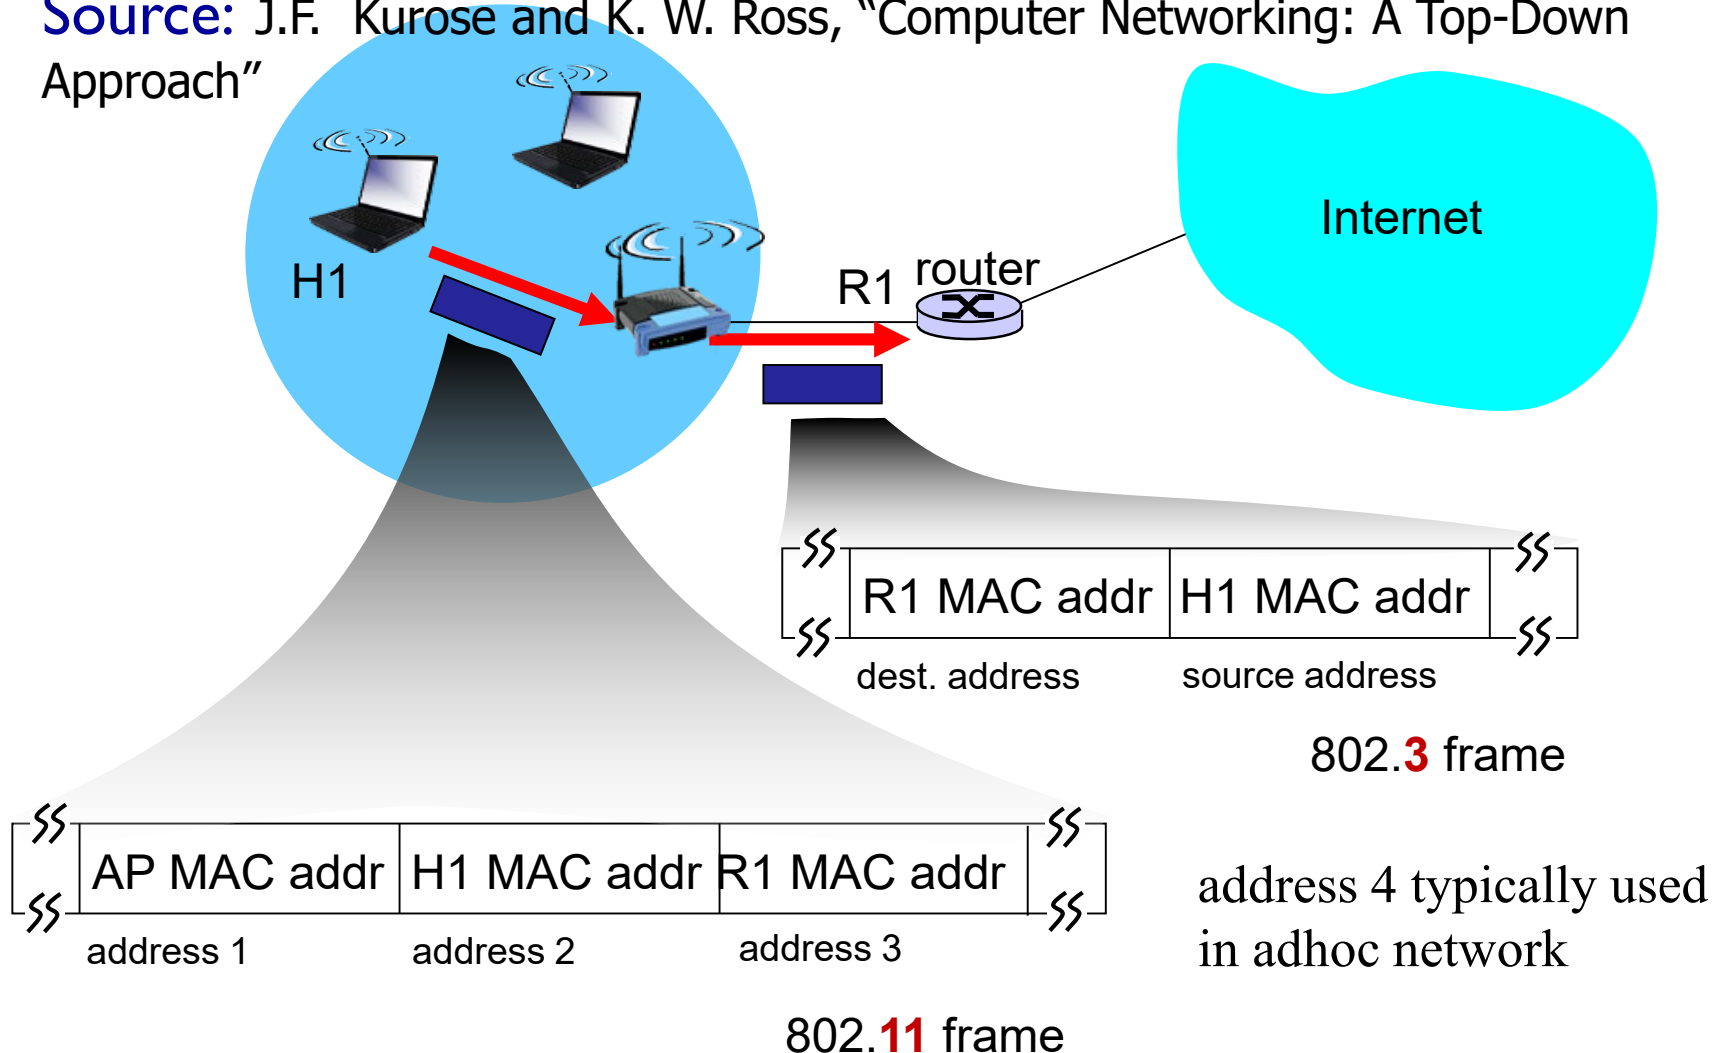 Source: J.F. Kurose and K. W. Ross, “Computer Networking: A Top-Down
Approach”
Internet
H1
R1
router
R1 MAC addr H1 MAC addr
dest. address source address
802.3 frame
AP MAC addr H1 MAC addr R1 MAC addr
address 1 address 2 address 3
address 4 typically used
in adhoc network
802.11 frame